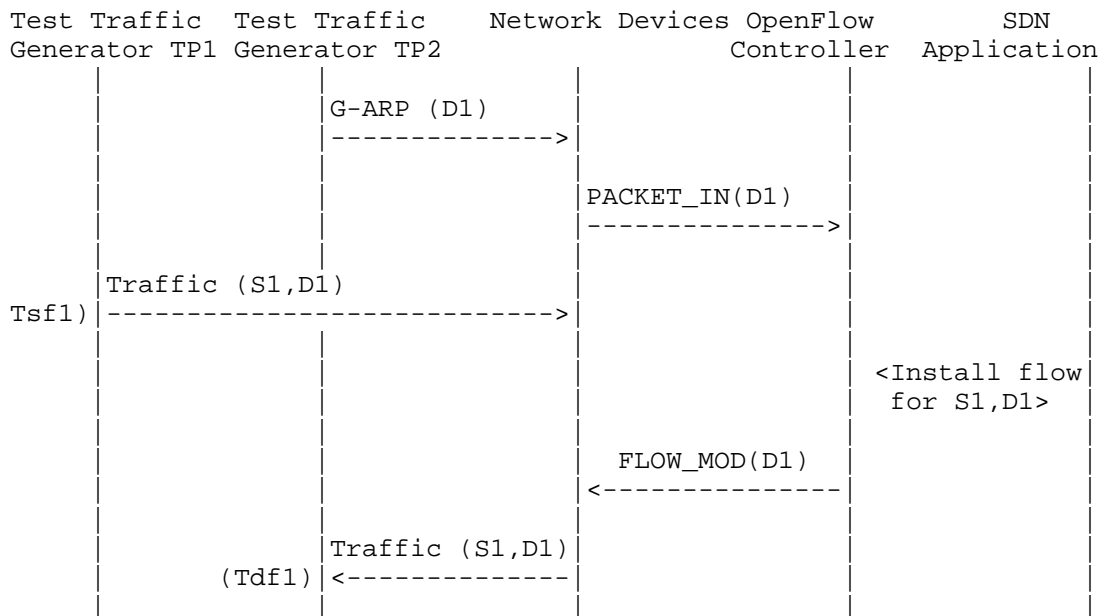 Test Traffic  Test Traffic    Network Devices OpenFlow        SDN
Generator TP1 Generator TP2                  Controller  Application
G-ARP (D1)
-------------->
PACKET_IN(D1)
--------------->
Traffic (S1,D1)
Tsf1) ---------------------------->
<Install flow
for S1,D1>
FLOW_MOD(D1)
<---------------
Traffic (S1,D1)
(Tdf1) <--------------